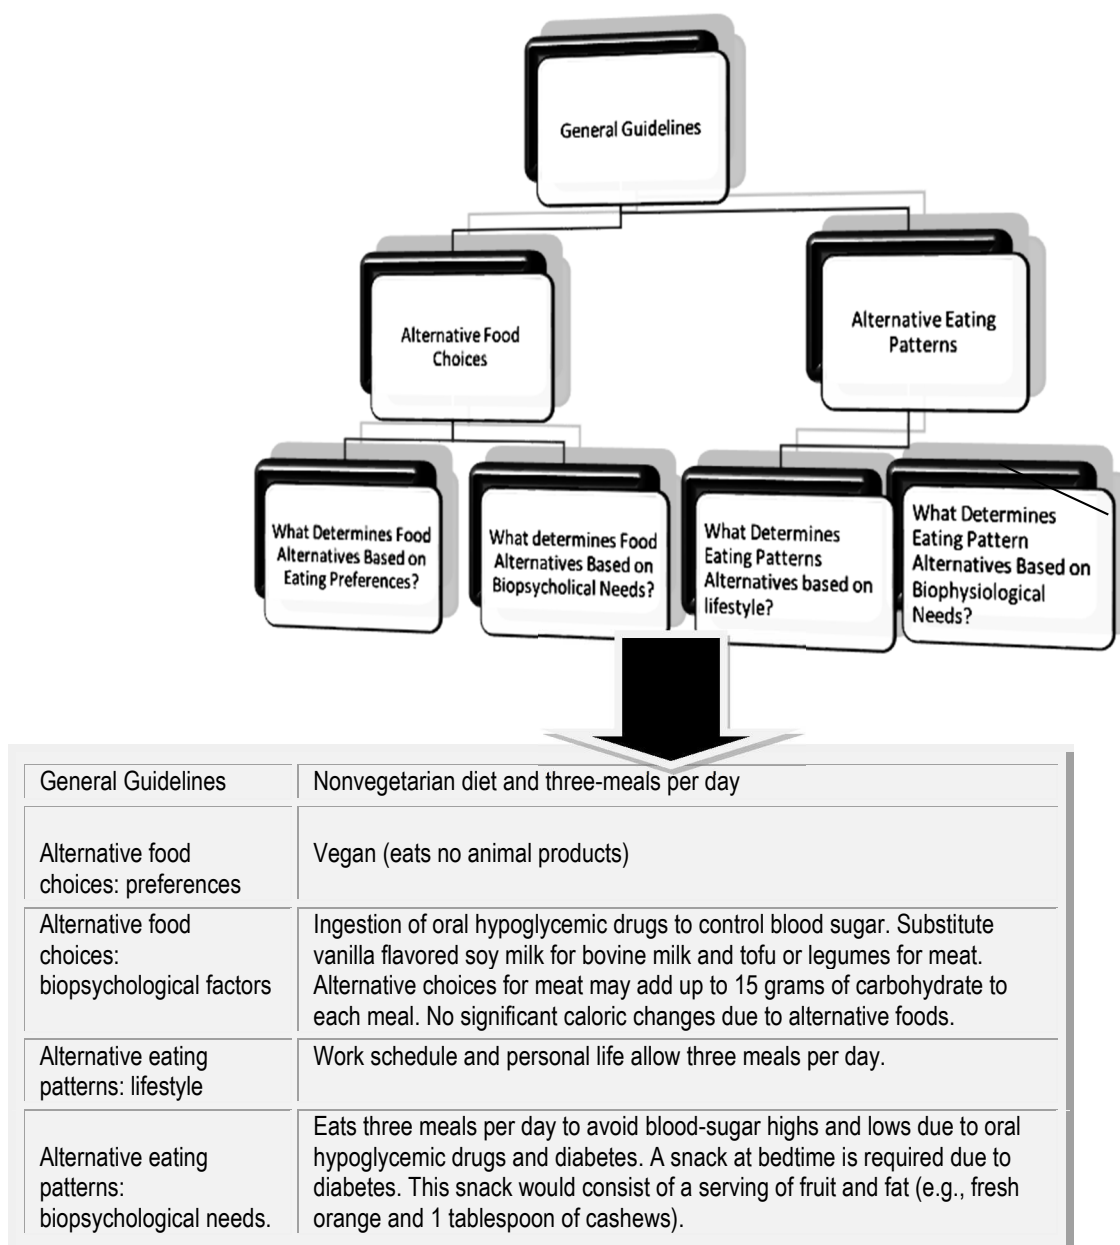 General Guidelines
Alternative Food
Choices
Alternative Eating
Patterns
What Determines Food
Alternatives Based on
Eating Preferences?
What determines Food
Alternatives Based on
Biopsycholical Needs?
What Determines
Eating Patterns
Alternatives based on
lifestyle?
What Determines
Eating Pattern
Alternatives Based on
Biophysiological
Needs?
General Guidelines
Nonvegetarian diet and three-meals per day
Alternative food
choices: preferences
Vegan (eats no animal products)
Alternative food
choices:
biopsychological factors
Ingestion of oral hypoglycemic drugs to control blood sugar. Substitute
vanilla flavored soy milk for bovine milk and tofu or legumes for meat.
Alternative choices for meat may add up to 15 grams of carbohydrate to
each meal. No significant caloric changes due to alternative foods.
Alternative eating
patterns: lifestyle
Work schedule and personal life allow three meals per day.
Alternative eating
patterns:
biopsychological needs.
Eats three meals per day to avoid blood-sugar highs and lows due to oral
hypoglycemic drugs and diabetes. A snack at bedtime is required due to
diabetes. This snack would consist of a serving of fruit and fat (e.g., fresh
orange and 1 tablespoon of cashews).